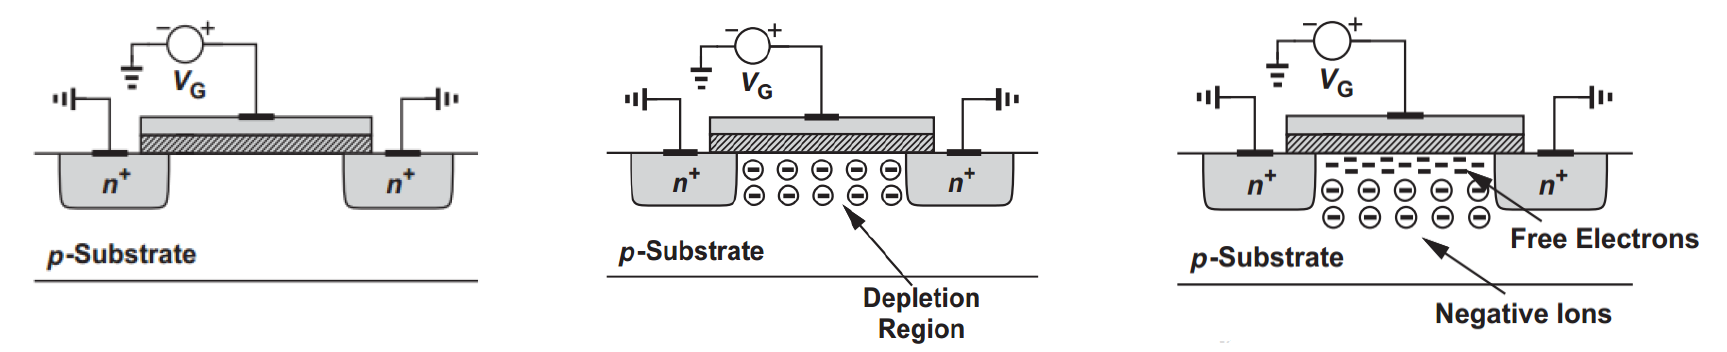 − +
V_G
n⁺ n⁺
p-Substrate
− +
V_G
n⁺ n⁺
p-Substrate
Depletion
Region
− +
V_G
n⁺ n⁺
Free Electrons
p-Substrate
Negative Ions